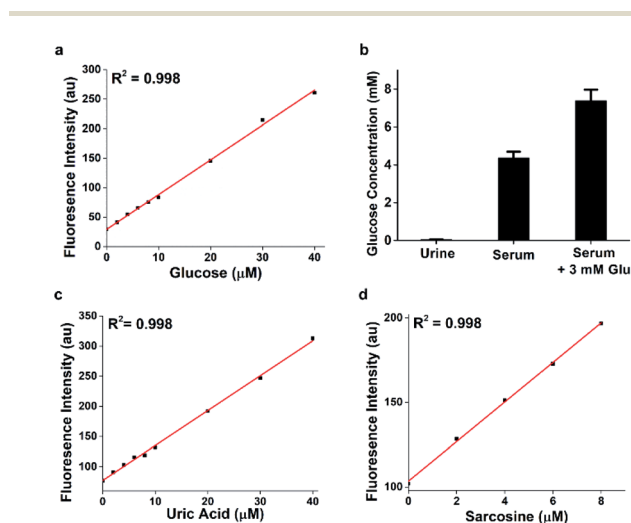 a
R² = 0.998
Fluoresence Intensity (au)
300
250
200
150
100
50
0
0
10
20
30
40
Glucose (μM)
b
Glucose Concentration (mM)
8
6
4
2
0
Urine
Serum
Serum
+ 3 mM Glu
c
R²= 0.998
Fluoresence Intensity (au)
350
300
250
200
150
100
0
10
20
30
40
Uric Acid (μM)
d
R² = 0.998
Fluoresence Intensity (au)
200
150
100
0
2
4
6
8
Sarcosine (μM)